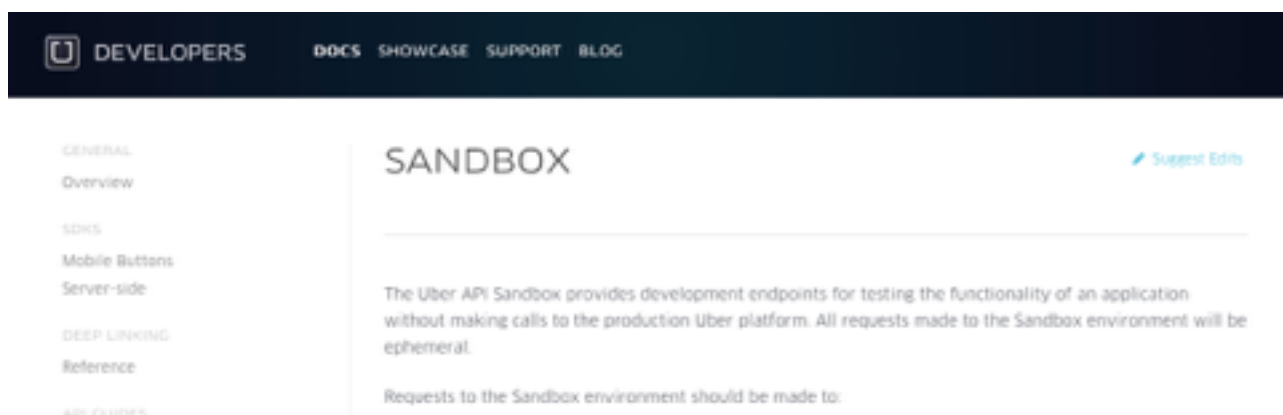 DEVELOPERS DOCS SHOWCASE SUPPORT BLOG
GENERAL
Overview
SDKS
Mobile Buttons
Server-side
DEEP LINKING
Reference
API GUIDES
SANDBOX
Suggest Edits
The Uber API Sandbox provides development endpoints for testing the functionality of an application
without making calls to the production Uber platform. All requests made to the Sandbox environment will be
ephemeral.
Requests to the Sandbox environment should be made to: